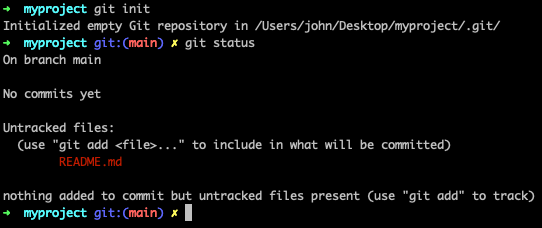 ➜  myproject git init
Initialized empty Git repository in /Users/john/Desktop/myproject/.git/
➜  myproject git:(main) ✗ git status
On branch main

No commits yet

Untracked files:
  (use "git add <file>..." to include in what will be committed)
        README.md

nothing added to commit but untracked files present (use "git add" to track)
➜  myproject git:(main) ✗